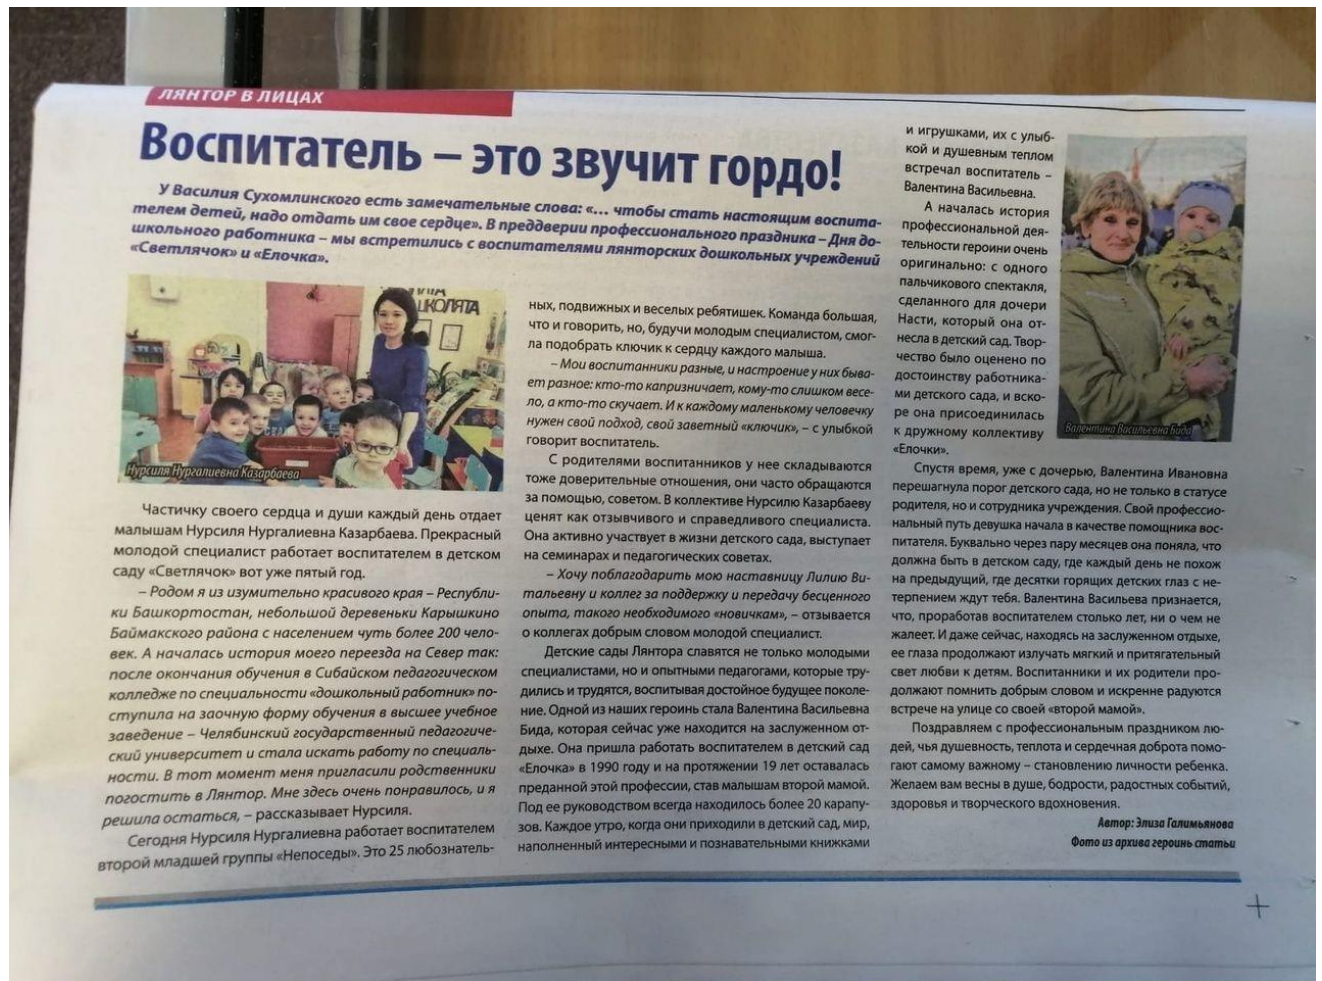 ЛЯНТОР В ЛИЦАХ
Воспитатель – это звучит гордо!
У Василия Сухомлинского есть замечательные слова: «… чтобы стать настоящим воспита-
телем детей, надо отдать им свое сердце». В преддверии профессионального праздника – Дня до-
школьного работника – мы встретились с воспитателями лянторских дошкольных учреждений
«Светлячок» и «Елочка».
ШКОЛЯТА
Нурсиля Нургалиевна Казарбаева
Частичку своего сердца и души каждый день отдает
малышам Нурсиля Нургалиевна Казарбаева. Прекрасный
молодой специалист работает воспитателем в детском
саду «Светлячок» вот уже пятый год.
– Родом я из изумительно красивого края – Республи-
ки Башкортостан, небольшой деревеньки Карышкино
Баймакского района с населением чуть более 200 чело-
век. А началась история моего переезда на Север так:
после окончания обучения в Сибайском педагогическом
колледже по специальности «дошкольный работник» по-
ступила на заочную форму обучения в высшее учебное
заведение – Челябинский государственный педагогиче-
ский университет и стала искать работу по специаль-
ности. В тот момент меня пригласили родственники
погостить в Лянтор. Мне здесь очень понравилось, и я
решила остаться, – рассказывает Нурсиля.
Сегодня Нурсиля Нургалиевна работает воспитателем
второй младшей группы «Непоседы». Это 25 любознатель-
ных, подвижных и веселых ребятишек. Команда большая,
что и говорить, но, будучи молодым специалистом, смог-
ла подобрать ключик к сердцу каждого малыша.
– Мои воспитанники разные, и настроение у них быва-
ет разное: кто-то капризничает, кому-то слишком весе-
ло, а кто-то скучает. И к каждому маленькому человечку
нужен свой подход, свой заветный «ключик», – с улыбкой
говорит воспитатель.
С родителями воспитанников у нее складываются
тоже доверительные отношения, они часто обращаются
за помощью, советом. В коллективе Нурсилю Казарбаеву
ценят как отзывчивого и справедливого специалиста.
Она активно участвует в жизни детского сада, выступает
на семинарах и педагогических советах.
– Хочу поблагодарить мою наставницу Лилию Ви-
тальевну и коллег за поддержку и передачу бесценного
опыта, такого необходимого «новичкам», – отзывается
о коллегах добрым словом молодой специалист.
Детские сады Лянтора славятся не только молодыми
специалистами, но и опытными педагогами, которые тру-
дились и трудятся, воспитывая достойное будущее поколе-
ние. Одной из наших героинь стала Валентина Васильевна
Бида, которая сейчас уже находится на заслуженном от-
дыхе. Она пришла работать воспитателем в детский сад
«Елочка» в 1990 году и на протяжении 19 лет оставалась
преданной этой профессии, став малышам второй мамой.
Под ее руководством всегда находилось более 20 карапу-
зов. Каждое утро, когда они приходили в детский сад, мир,
наполненный интересными и познавательными книжками
и игрушками, их с улыб-
кой и душевным теплом
встречал воспитатель –
Валентина Васильевна.
А началась история
профессиональной дея-
тельности героини очень
оригинально: с одного
пальчикового спектакля,
сделанного для дочери
Насти, который она от-
несла в детский сад. Твор-
чество было оценено по
достоинству работника-
ми детского сада, и вско-
ре она присоединилась
к дружному коллективу
«Елочки».
Валентина Васильевна Бида
Спустя время, уже с дочерью, Валентина Ивановна
перешагнула порог детского сада, но не только в статусе
родителя, но и сотрудника учреждения. Свой профессио-
нальный путь девушка начала в качестве помощника вос-
питателя. Буквально через пару месяцев она поняла, что
должна быть в детском саду, где каждый день не похож
на предыдущий, где десятки горящих детских глаз с не-
терпением ждут тебя. Валентина Васильева признается,
что, проработав воспитателем столько лет, ни о чем не
жалеет. И даже сейчас, находясь на заслуженном отдыхе,
ее глаза продолжают излучать мягкий и притягательный
свет любви к детям. Воспитанники и их родители про-
должают помнить добрым словом и искренне радуются
встрече на улице со своей «второй мамой».
Поздравляем с профессиональным праздником лю-
дей, чья душевность, теплота и сердечная доброта помо-
гают самому важному – становлению личности ребенка.
Желаем вам весны в душе, бодрости, радостных событий,
здоровья и творческого вдохновения.
Автор: Элиза Галимьянова
Фото из архива героинь статьи